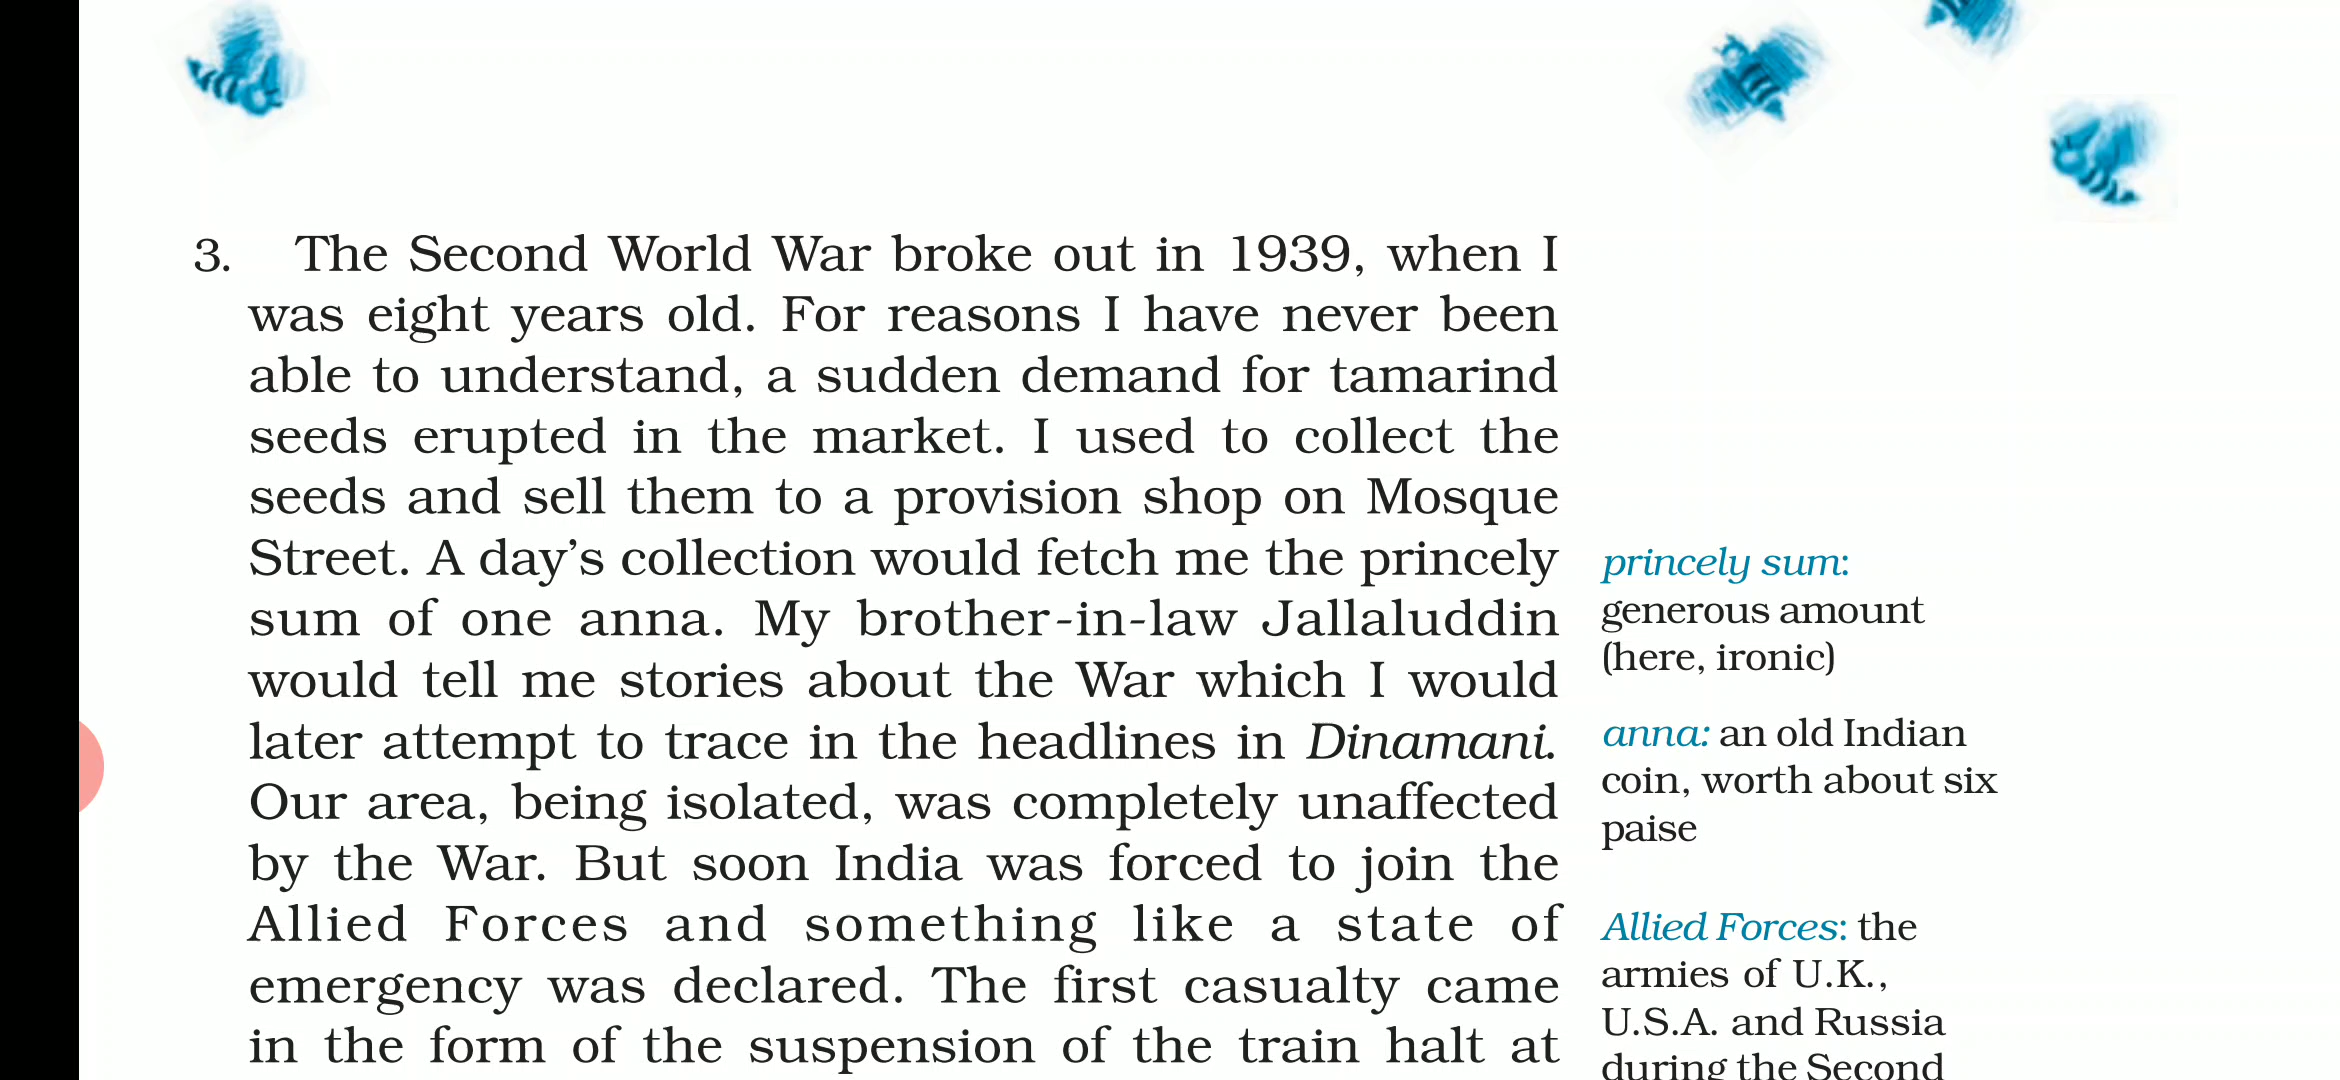 3. The Second World War broke out in 1939, when I
was eight years old. For reasons I have never been
able to understand, a sudden demand for tamarind
seeds erupted in the market. I used to collect the
seeds and sell them to a provision shop on Mosque
Street. A day’s collection would fetch me the princely
sum of one anna. My brother-in-law Jallaluddin
would tell me stories about the War which I would
later attempt to trace in the headlines in Dinamani.
Our area, being isolated, was completely unaffected
by the War. But soon India was forced to join the
Allied Forces and something like a state of
emergency was declared. The first casualty came
in the form of the suspension of the train halt at
princely sum:
generous amount
(here, ironic)
anna: an old Indian
coin, worth about six
paise
Allied Forces: the
armies of U.K.,
U.S.A. and Russia
during the Second